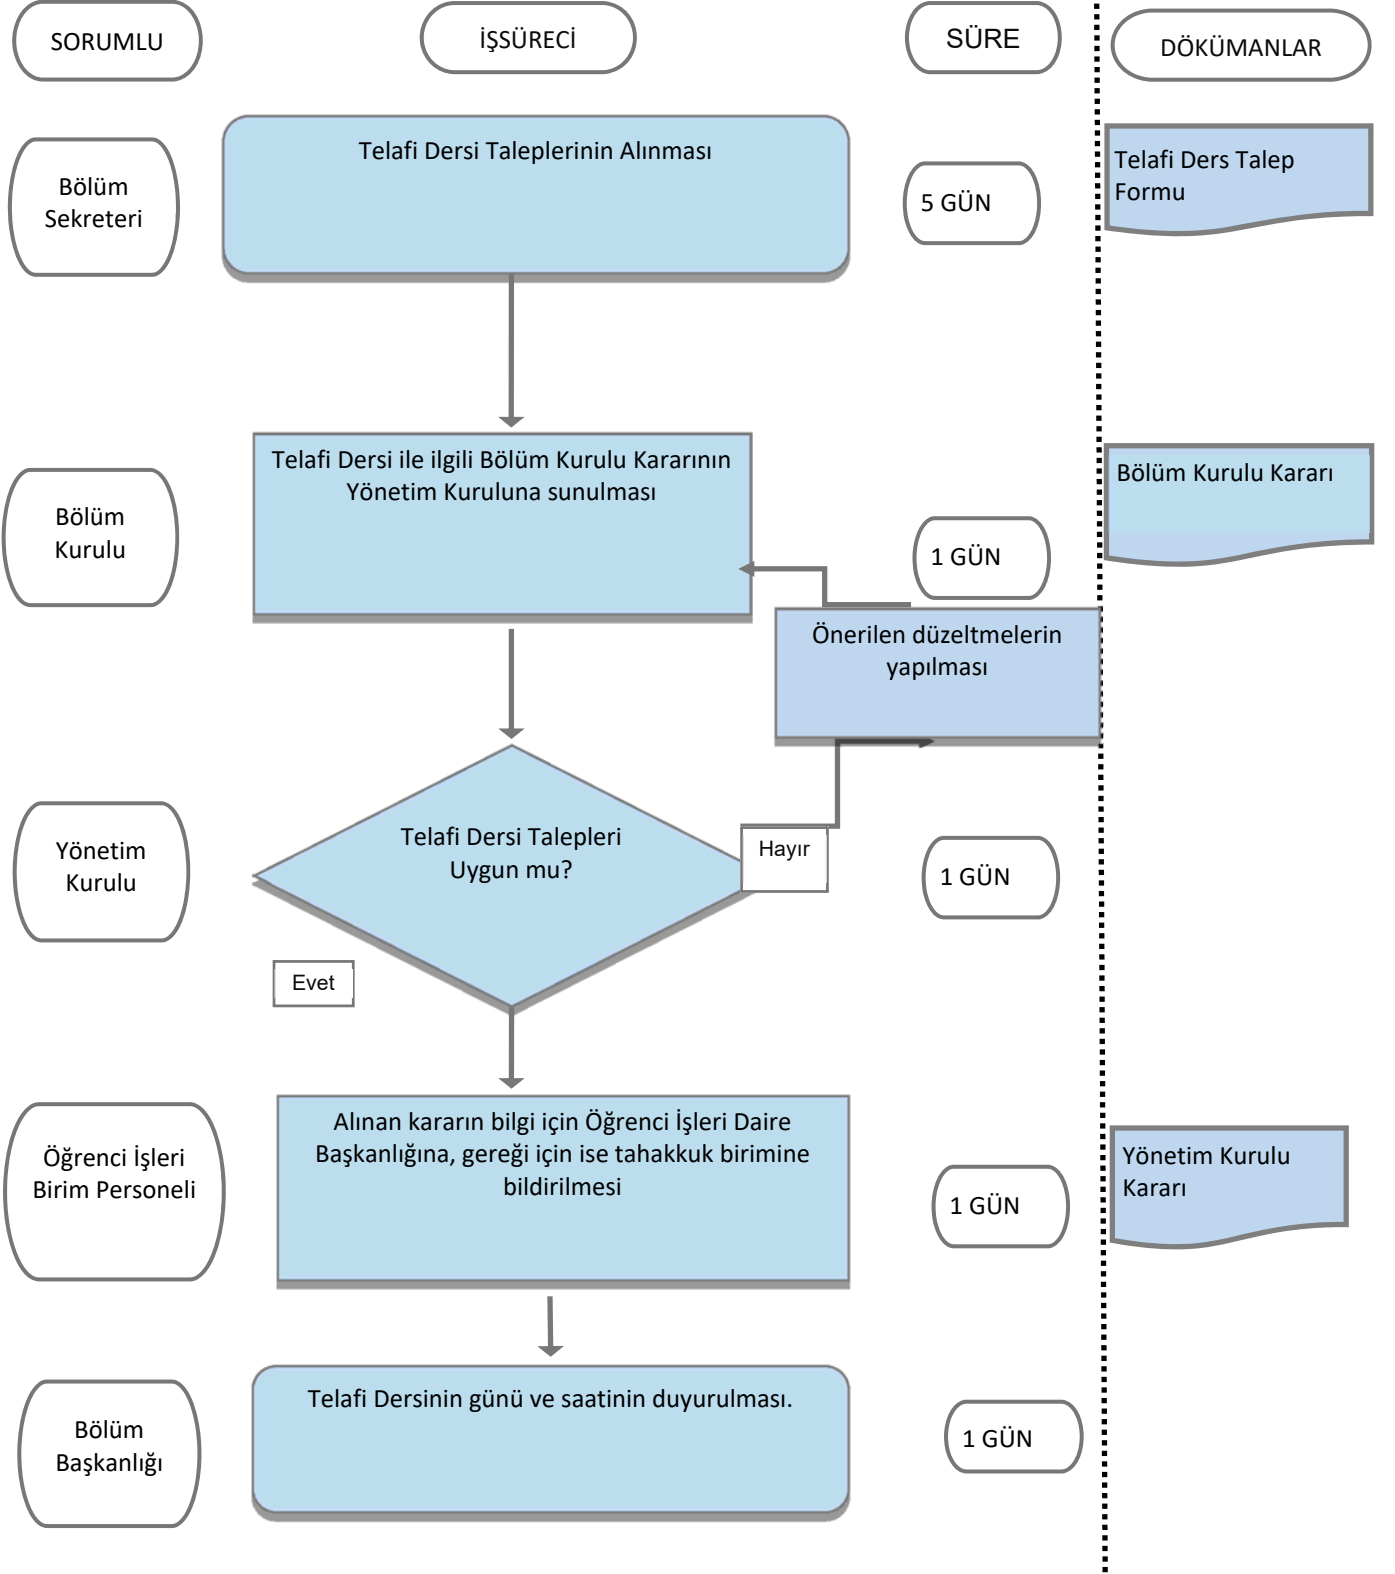 SORUMLU
İŞSÜRECİ
SÜRE
DÖKÜMANLAR
Bölüm
Sekreteri
Telafi Dersi Taleplerinin Alınması
5 GÜN
Telafi Ders Talep
Formu
Bölüm
Kurulu
Telafi Dersi ile ilgili Bölüm Kurulu Kararının
Yönetim Kuruluna sunulması
1 GÜN
Bölüm Kurulu Kararı
Önerilen düzeltmelerin
yapılması
Yönetim
Kurulu
Telafi Dersi Talepleri
Uygun mu?
Hayır
1 GÜN
Evet
Öğrenci İşleri
Birim Personeli
Alınan kararın bilgi için Öğrenci İşleri Daire
Başkanlığına, gereği için ise tahakkuk birimine
bildirilmesi
1 GÜN
Yönetim Kurulu
Kararı
Bölüm
Başkanlığı
Telafi Dersinin günü ve saatinin duyurulması.
1 GÜN